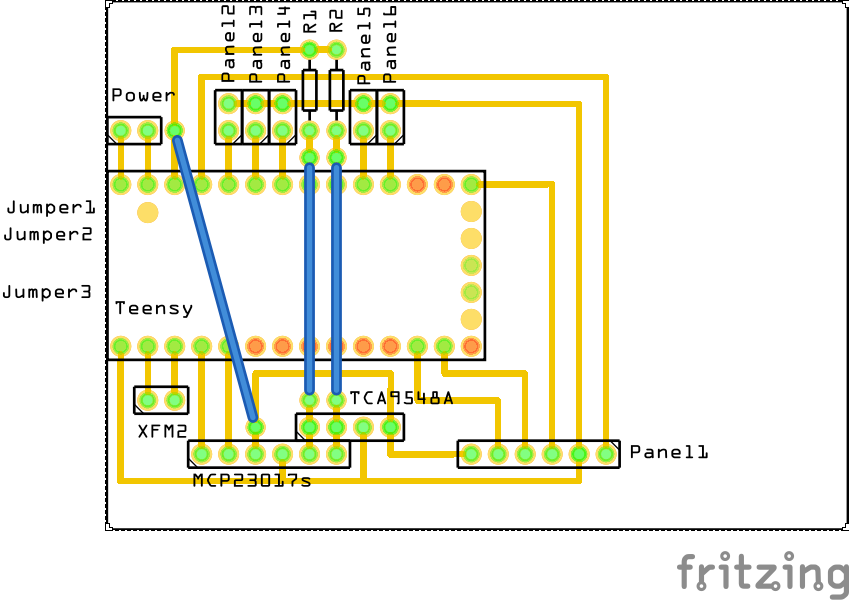 Panel2
Panel3
Panel4
R1
R2
Panel5
Panel6
Power
Jumper1
Jumper2
Jumper3
Teensy
TCA9548A
XFM2
Panel1
MCP23017s
fritzing